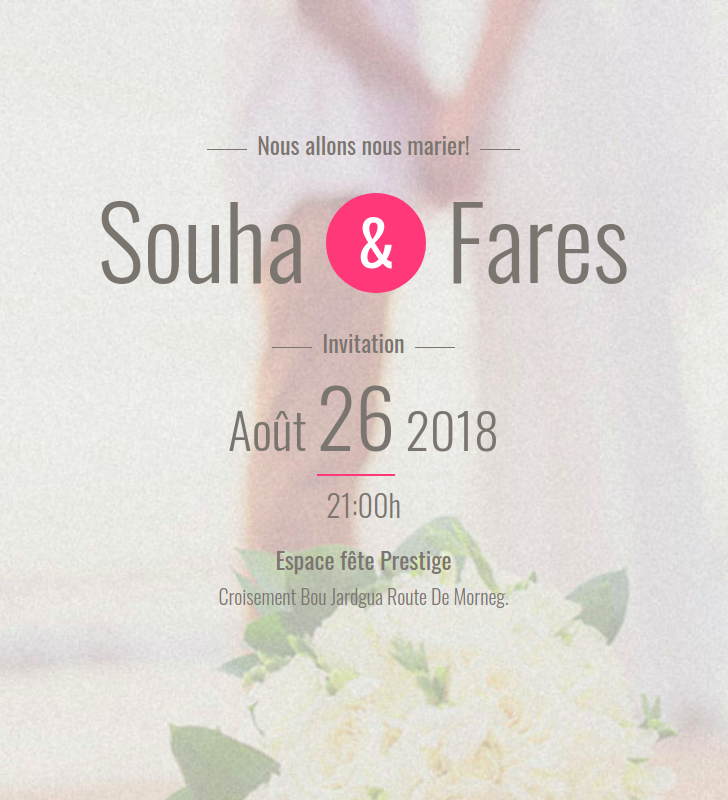 Nous allons nous marier!
Souha & Fares
Invitation
Août 26 2018
21:00h
Espace fête Prestige
Croisement Bou Jardgua Route De Morneg.